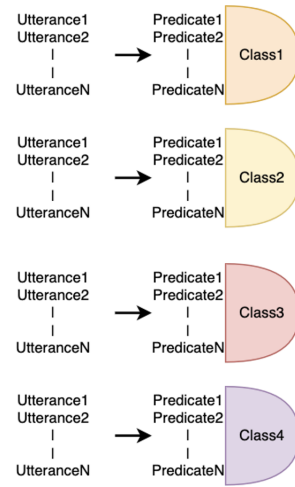 Utterance1 Predicate1
Utterance2 Predicate2
Class1
UtteranceN PredicateN
Utterance1 Predicate1
Utterance2 Predicate2
Class2
UtteranceN PredicateN
Utterance1 Predicate1
Utterance2 Predicate2
Class3
UtteranceN PredicateN
Utterance1 Predicate1
Utterance2 Predicate2
Class4
UtteranceN PredicateN